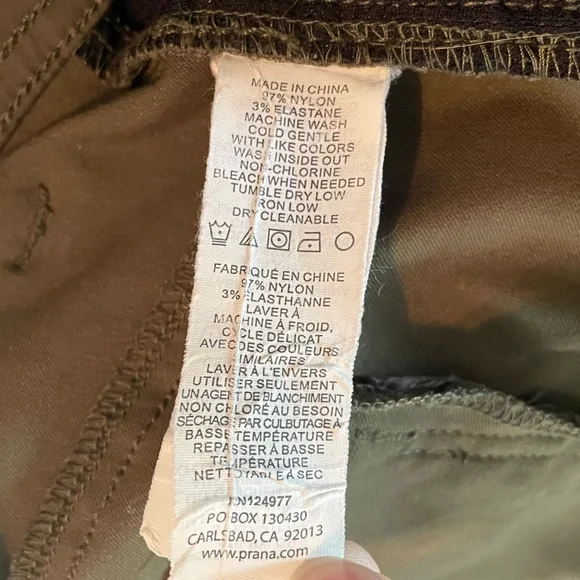 MADE IN CHINA
97% NYLON
3% ELASTANE
MACHINE WASH
COLD GENTLE
WITH LIKE COLORS
WASH INSIDE OUT
NON-CHLORINE
BLEACH WHEN NEEDED
TUMBLE DRY LOW
IRON LOW
DRY CLEANABLE
FABRIQUÉ EN CHINE
97% NYLON
3% ÉLASTHANNE
LAVER À
MACHINE À FROID,
CYCLE DÉLICAT
AVEC DES COULEURS
SIMILAIRES
LAVER À L'ENVERS
UTILISER SEULEMENT
UN AGENT DE BLANCHIMENT
NON CHLORÉ AU BESOIN
SÉCHAGE PAR CULBUTAGE À
BASSE TEMPÉRATURE
REPASSER À BASSE
TEMPÉRATURE
NETTOYABLE À SEC
RN124977
PO BOX 130430
CARLSBAD, CA 92013
www.prana.com